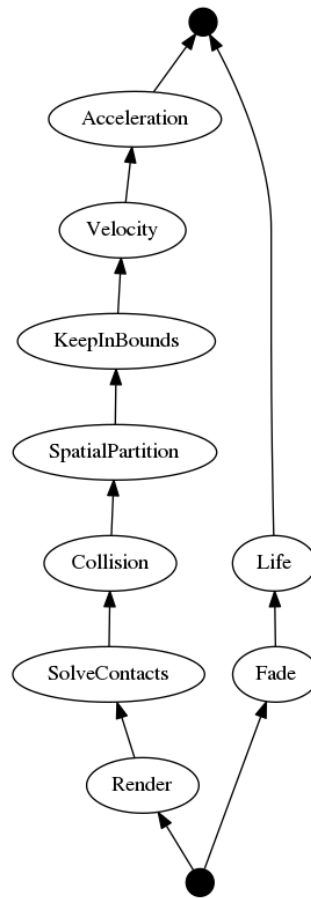 Acceleration
Velocity
KeepInBounds
SpatialPartition
Collision
Life
SolveContacts
Fade
Render